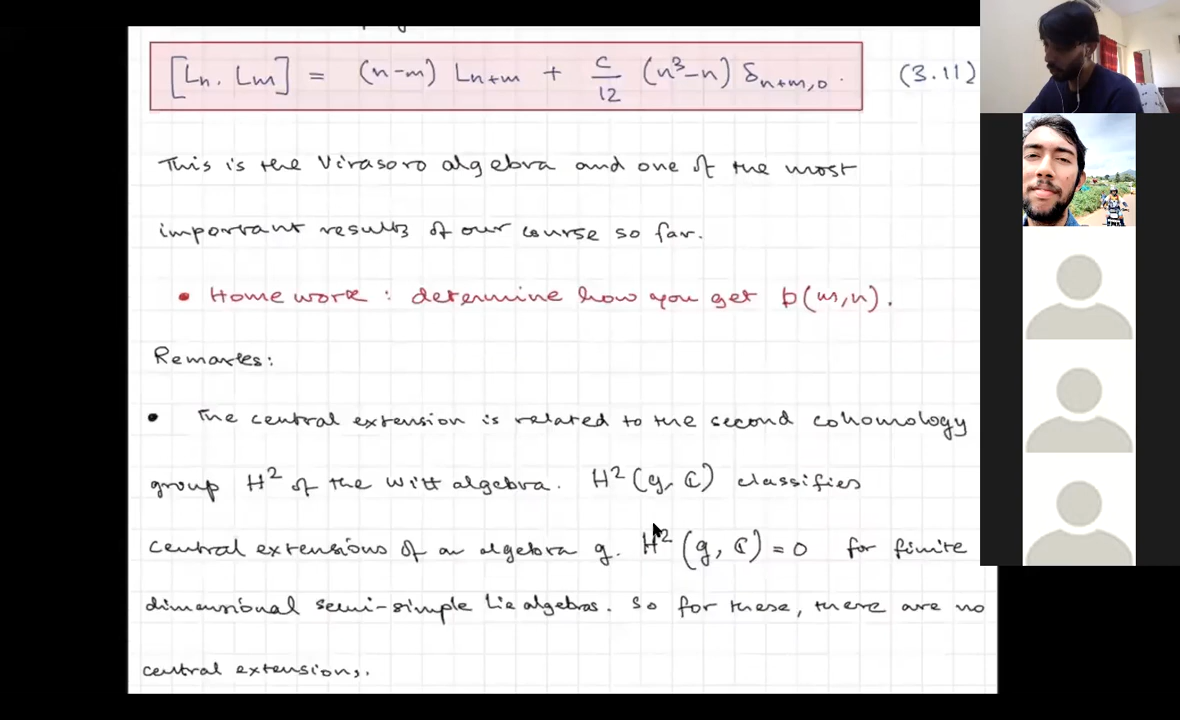 [Ln, Lm] = (n-m) Ln+m + c/12 (n³-n) δn+m,0. (3.11)
This is the Virasoro algebra and one of the most
important results of our course so far.
• Homework: determine how you get p(m,n).
Remarks:
• The central extension is related to the second cohomology
group H² of the Witt algebra. H²(g, ℂ) classifies
central extensions of an algebra g. H²(g, ℂ) = 0 for finite
dimensional semi-simple Lie algebras. So for these, there are no
central extensions.